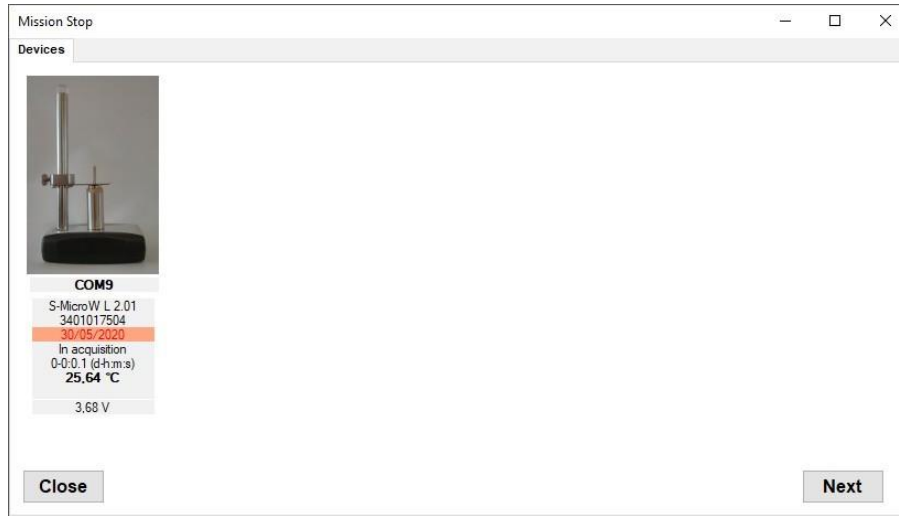 Mission Stop
Devices
COM9
S-MicroW L 2.01
3401017504
30/05/2020
In acquisition
0-0:0.1 (d-h:m:s)
25,64 °C
3,68 V
Close
Next